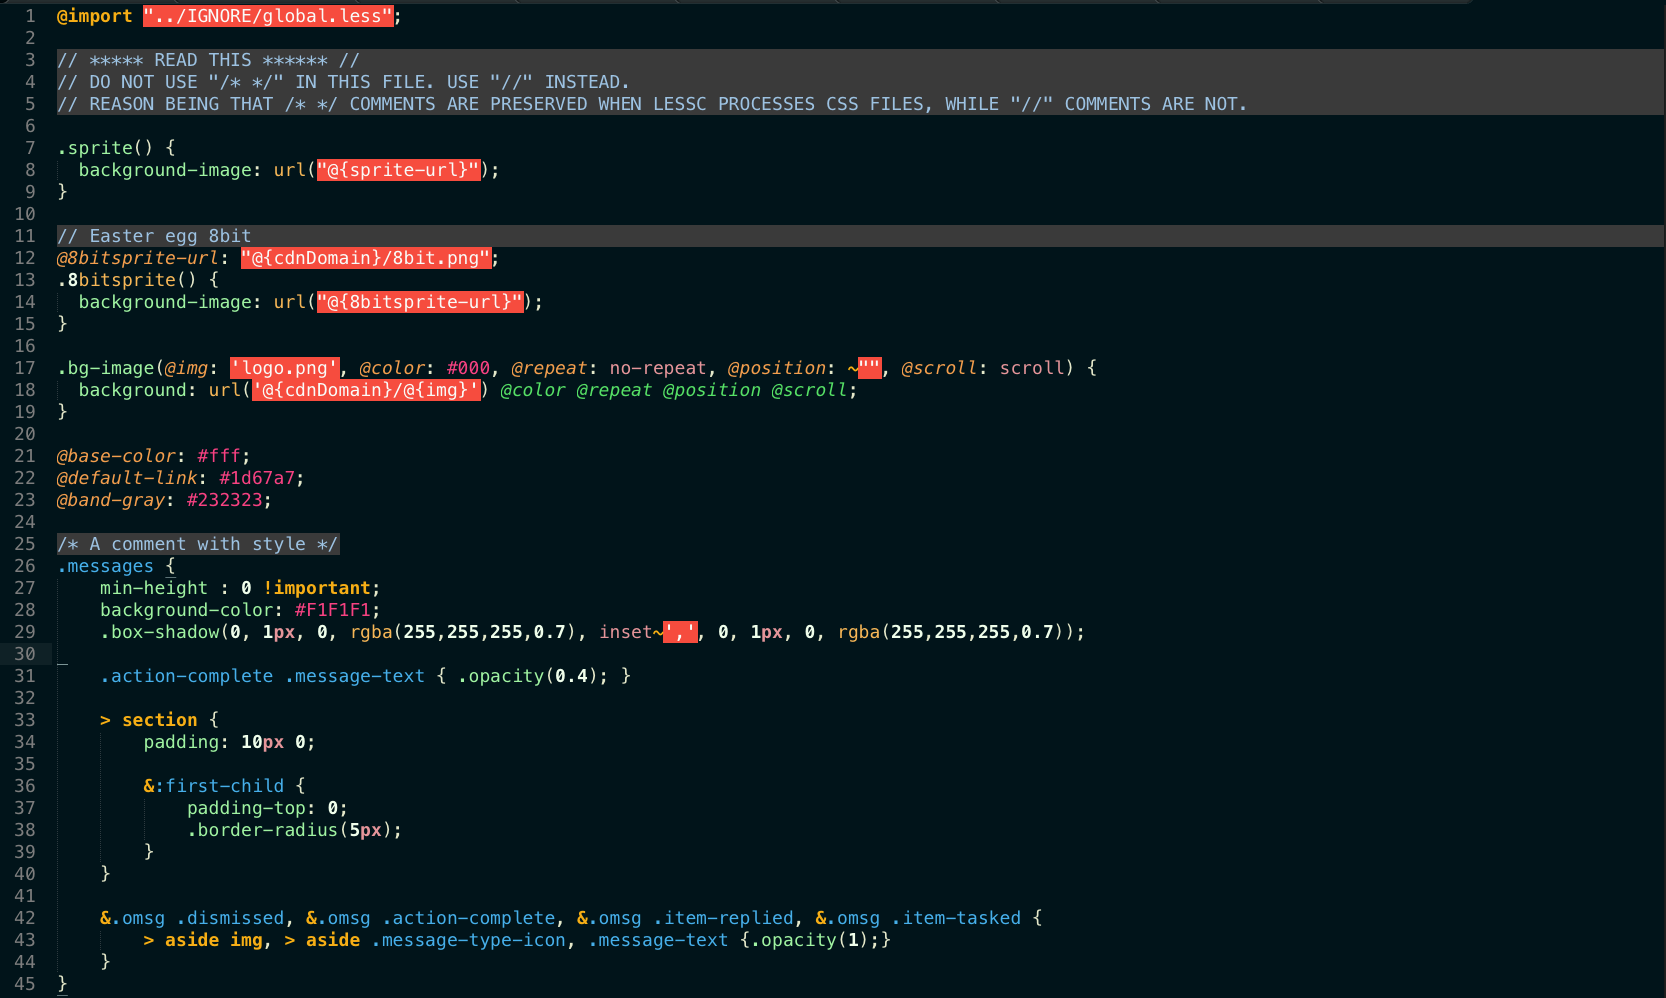 1 @import "../IGNORE/global.less";
2
3 // ***** READ THIS ****** //
4 // DO NOT USE "/* */" IN THIS FILE. USE "//" INSTEAD.
5 // REASON BEING THAT /* */ COMMENTS ARE PRESERVED WHEN LESSC PROCESSES CSS FILES, WHILE "//" COMMENTS ARE NOT.
6
7 .sprite() {
8   background-image: url("@{sprite-url}");
9 }
10
11 // Easter egg 8bit
12 @8bitsprite-url: "@{cdnDomain}/8bit.png";
13 .8bitsprite() {
14   background-image: url("@{8bitsprite-url}");
15 }
16
17 .bg-image(@img: 'logo.png', @color: #000, @repeat: no-repeat, @position: ~"", @scroll: scroll) {
18   background: url('@{cdnDomain}/@{img}') @color @repeat @position @scroll;
19 }
20
21 @base-color: #fff;
22 @default-link: #1d67a7;
23 @band-gray: #232323;
24
25 /* A comment with style */
26 .messages {
27     min-height : 0 !important;
28     background-color: #F1F1F1;
29     .box-shadow(0, 1px, 0, rgba(255,255,255,0.7), inset~',', 0, 1px, 0, rgba(255,255,255,0.7));
30
31     .action-complete .message-text { .opacity(0.4); }
32
33     > section {
34         padding: 10px 0;
35
36         &:first-child {
37             padding-top: 0;
38             .border-radius(5px);
39         }
40     }
41
42     &.omsg .dismissed, &.omsg .action-complete, &.omsg .item-replied, &.omsg .item-tasked {
43         > aside img, > aside .message-type-icon, .message-text {.opacity(1);}
44     }
45 }